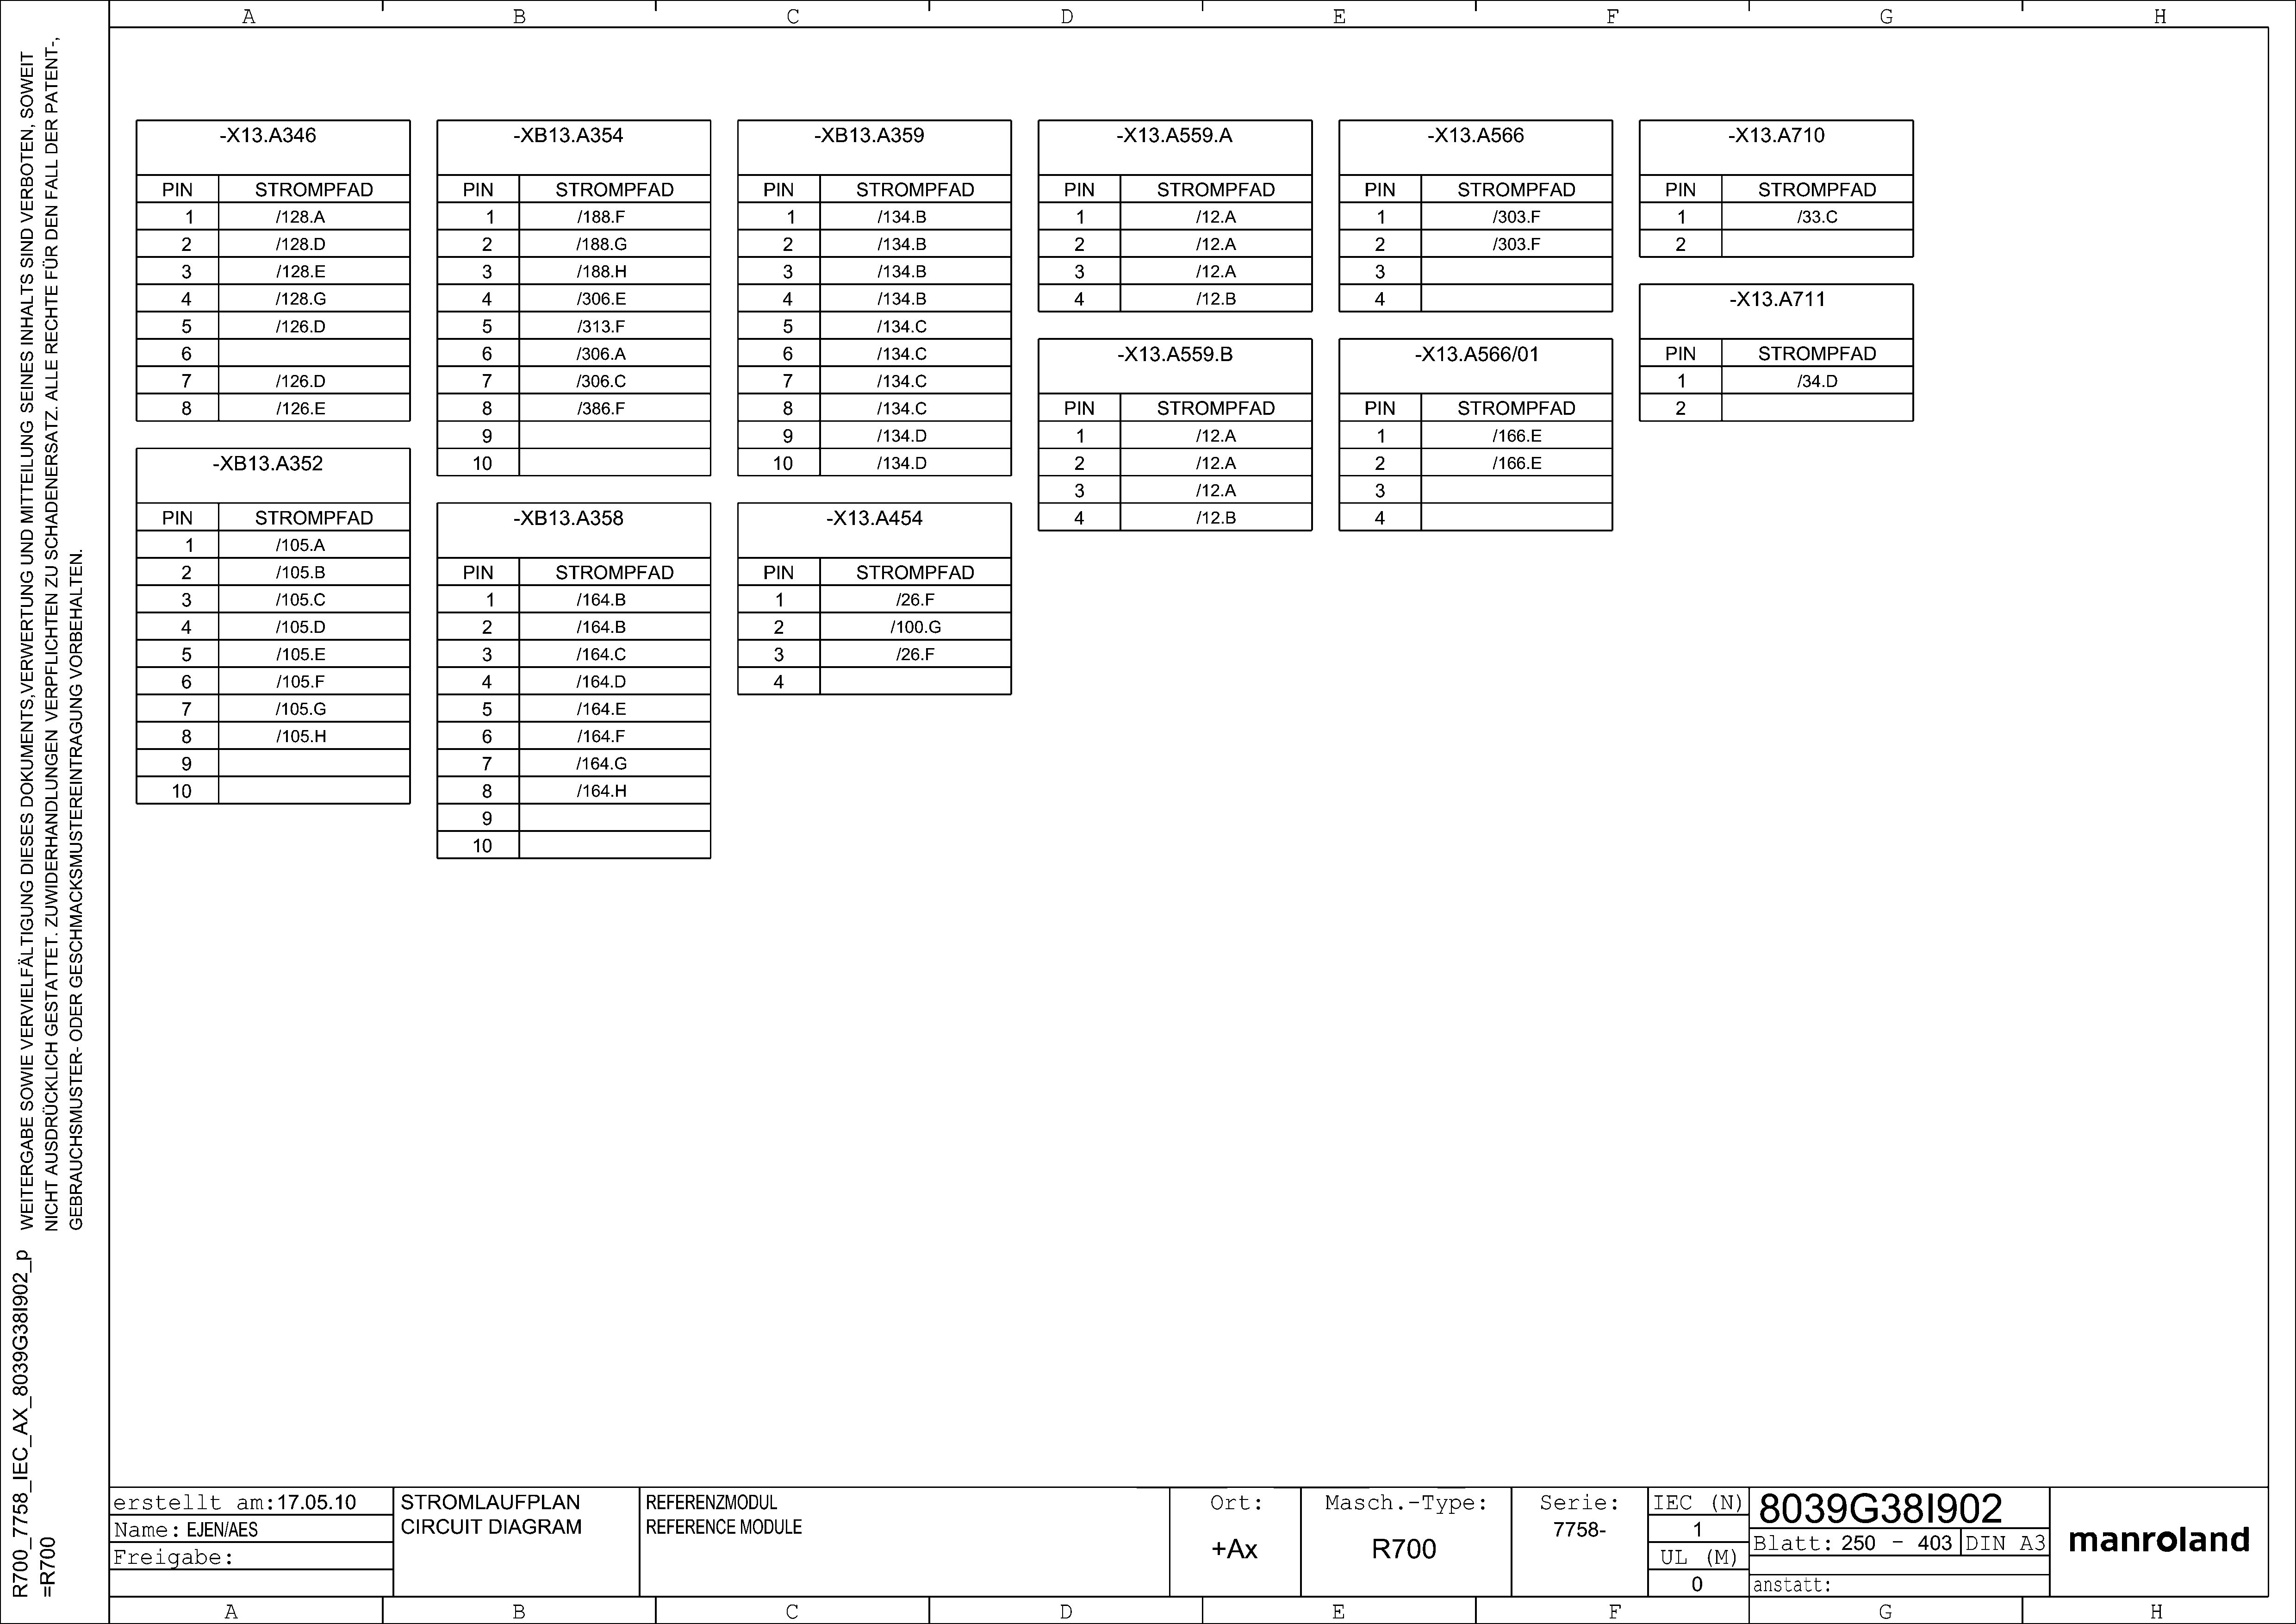 A B C D E F G H
-X13.A346
PIN STROMPFAD
1 /128.A
2 /128.D
3 /128.E
4 /128.G
5 /126.D
6
7 /126.D
8 /126.E
-XB13.A352
PIN STROMPFAD
1 /105.A
2 /105.B
3 /105.C
4 /105.D
5 /105.E
6 /105.F
7 /105.G
8 /105.H
9
10
-XB13.A354
PIN STROMPFAD
1 /188.F
2 /188.G
3 /188.H
4 /306.E
5 /313.F
6 /306.A
7 /306.C
8 /386.F
9
10
-XB13.A358
PIN STROMPFAD
1 /164.B
2 /164.B
3 /164.C
4 /164.D
5 /164.E
6 /164.F
7 /164.G
8 /164.H
9
10
-XB13.A359
PIN STROMPFAD
1 /134.B
2 /134.B
3 /134.B
4 /134.B
5 /134.C
6 /134.C
7 /134.C
8 /134.C
9 /134.D
10 /134.D
-X13.A454
PIN STROMPFAD
1 /26.F
2 /100.G
3 /26.F
4
-X13.A559.A
PIN STROMPFAD
1 /12.A
2 /12.A
3 /12.A
4 /12.B
-X13.A559.B
PIN STROMPFAD
1 /12.A
2 /12.A
3 /12.A
4 /12.B
-X13.A566
PIN STROMPFAD
1 /303.F
2 /303.F
3
4
-X13.A566/01
PIN STROMPFAD
1 /166.E
2 /166.E
3
4
-X13.A710
PIN STROMPFAD
1 /33.C
2
-X13.A711
PIN STROMPFAD
1 /34.D
2
WEITERGABE SOWIE VERVIELFÄLTIGUNG DIESES DOKUMENTS,VERWERTUNG UND MITTEILUNG SEINES INHALTS SIND VERBOTEN, SOWEIT
NICHT AUSDRÜCKLICH GESTATTET. ZUWIDERHANDLUNGEN VERPFLICHTEN ZU SCHADENERSATZ. ALLE RECHTE FÜR DEN FALL DER PATENT-,
GEBRAUCHSMUSTER- ODER GESCHMACKSMUSTEREINTRAGUNG VORBEHALTEN.
R700_7758_IEC_AX_8039G38I902_p
=R700
erstellt am:17.05.10
Name: EJEN/AES
Freigabe:
STROMLAUFPLAN
CIRCUIT DIAGRAM
REFERENZMODUL
REFERENCE MODULE
Ort:
+Ax
Masch.-Type:
R700
Serie:
7758-
IEC (N)
1
UL (M)
0
8039G38I902
Blatt: 250 - 403 DIN A3
anstatt:
manroland
A B C D E F G H